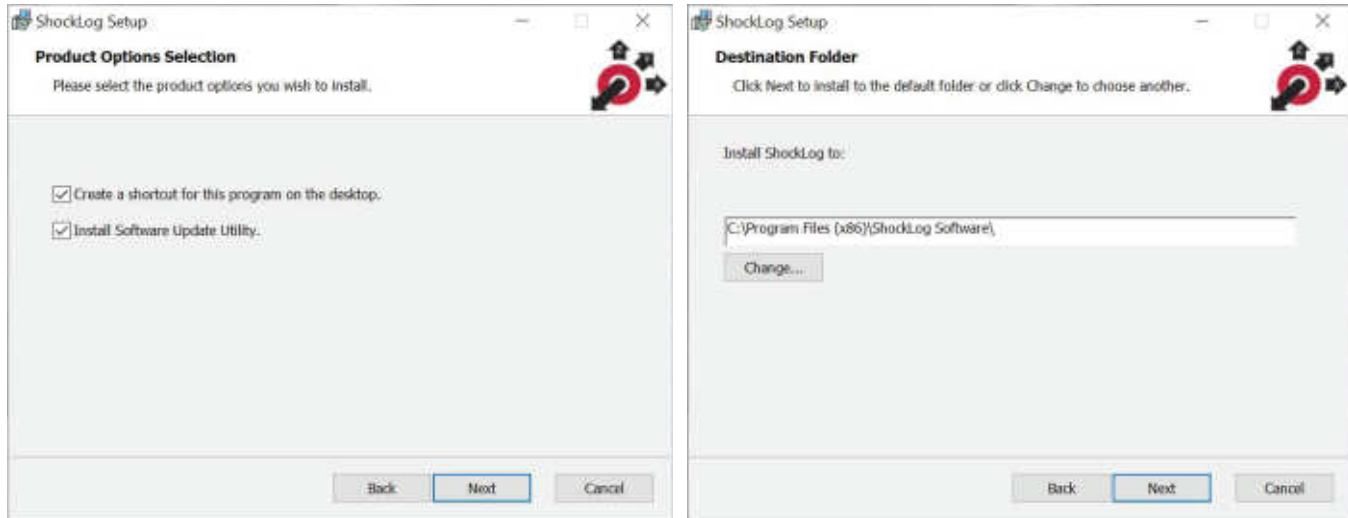 ShockLog Setup
Product Options Selection
Please select the product options you wish to install.
Create a shortcut for this program on the desktop.
Install Software Update Utility.
Back
Next
Cancel
ShockLog Setup
Destination Folder
Click Next to install to the default folder or click Change to choose another.
Install ShockLog to:
C:\Program Files (x86)\ShockLog Software\
Change...
Back
Next
Cancel